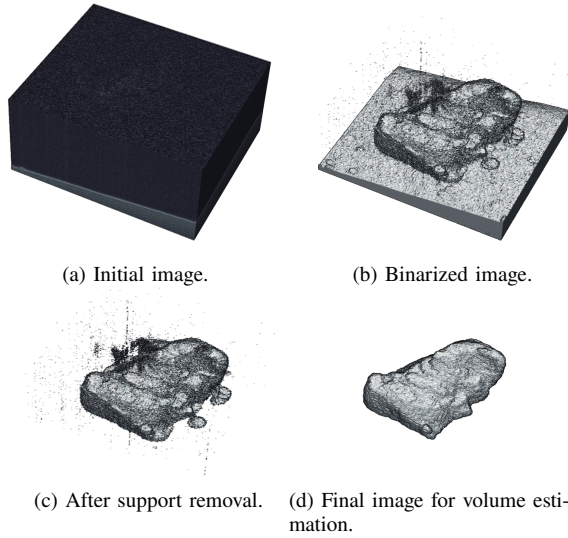 (a) Initial image.
(b) Binarized image.
(c) After support removal.
(d) Final image for volume esti-
mation.